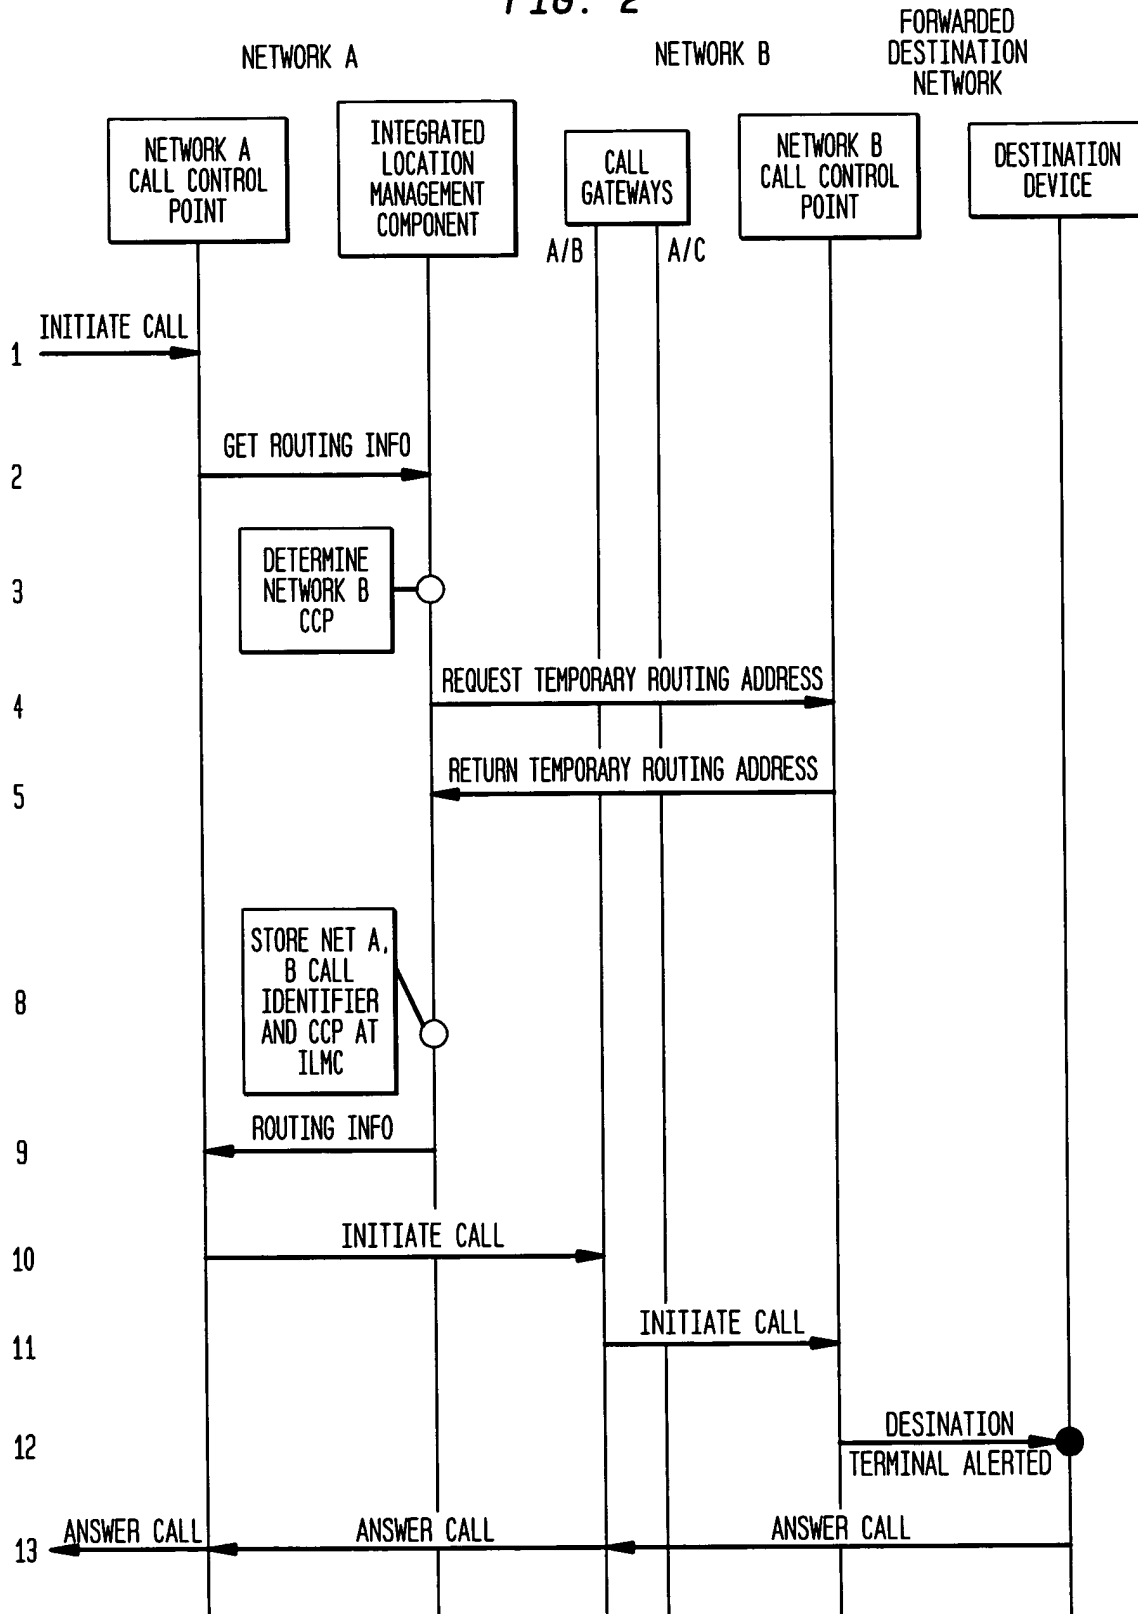 FIG. 2
NETWORK A
NETWORK B
FORWARDED
DESTINATION
NETWORK
NETWORK A
CALL CONTROL
POINT
INTEGRATED
LOCATION
MANAGEMENT
COMPONENT
CALL
GATEWAYS
NETWORK B
CALL CONTROL
POINT
DESTINATION
DEVICE
A/B
A/C
INITIATE CALL
1
GET ROUTING INFO
2
DETERMINE
NETWORK B
CCP
3
REQUEST TEMPORARY ROUTING ADDRESS
4
RETURN TEMPORARY ROUTING ADDRESS
5
STORE NET A,
B CALL
IDENTIFIER
AND CCP AT
ILMC
8
ROUTING INFO
9
INITIATE CALL
10
INITIATE CALL
11
DESINATION
TERMINAL ALERTED
12
ANSWER CALL
ANSWER CALL
ANSWER CALL
13